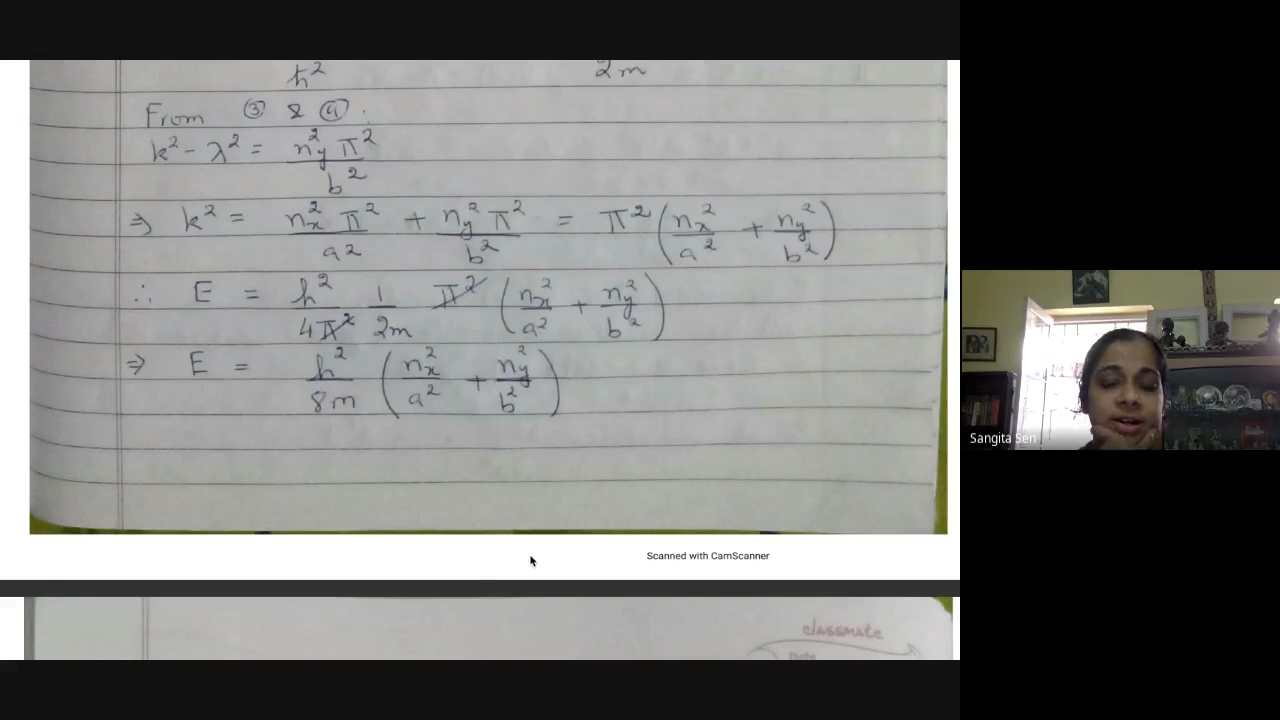 ħ²          2m
From ③ & ④ :
k² - λ² = n_y² π² / b²
⇒ k² = n_x² π² / a² + n_y² π² / b² = π² (n_x² / a² + n_y² / b²)
∴ E = h² / 4π² 1 / 2m π² (n_x² / a² + n_y² / b²)
⇒ E = h² / 8m (n_x² / a² + n_y² / b²)
Sangita Sen
Scanned with CamScanner
classmate